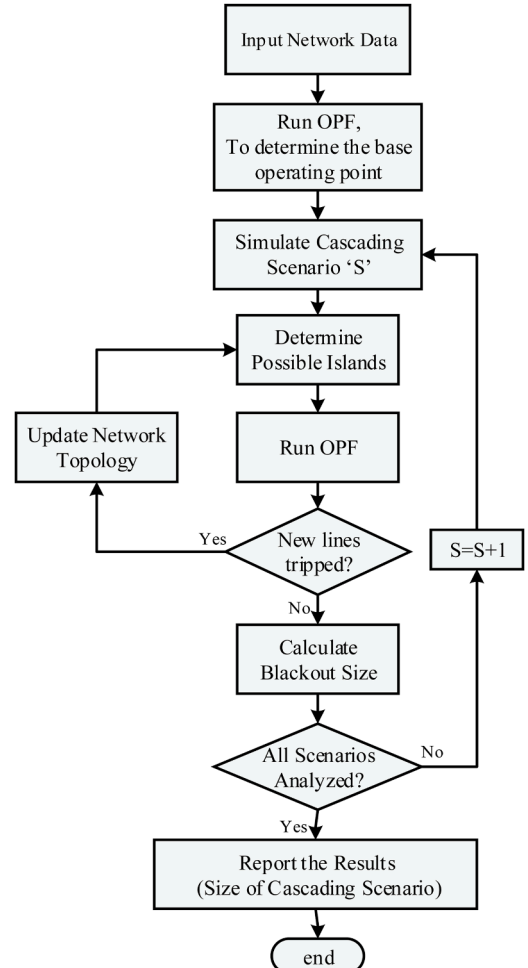 Input Network Data
Run OPF,
To determine the base
operating point
Simulate Cascading
Scenario ‘S’
Determine
Possible Islands
Update Network
Topology
Run OPF
Yes
New lines
tripped?
S=S+1
No
Calculate
Blackout Size
All Scenarios
Analyzed?
No
Yes
Report the Results
(Size of Cascading Scenario)
end